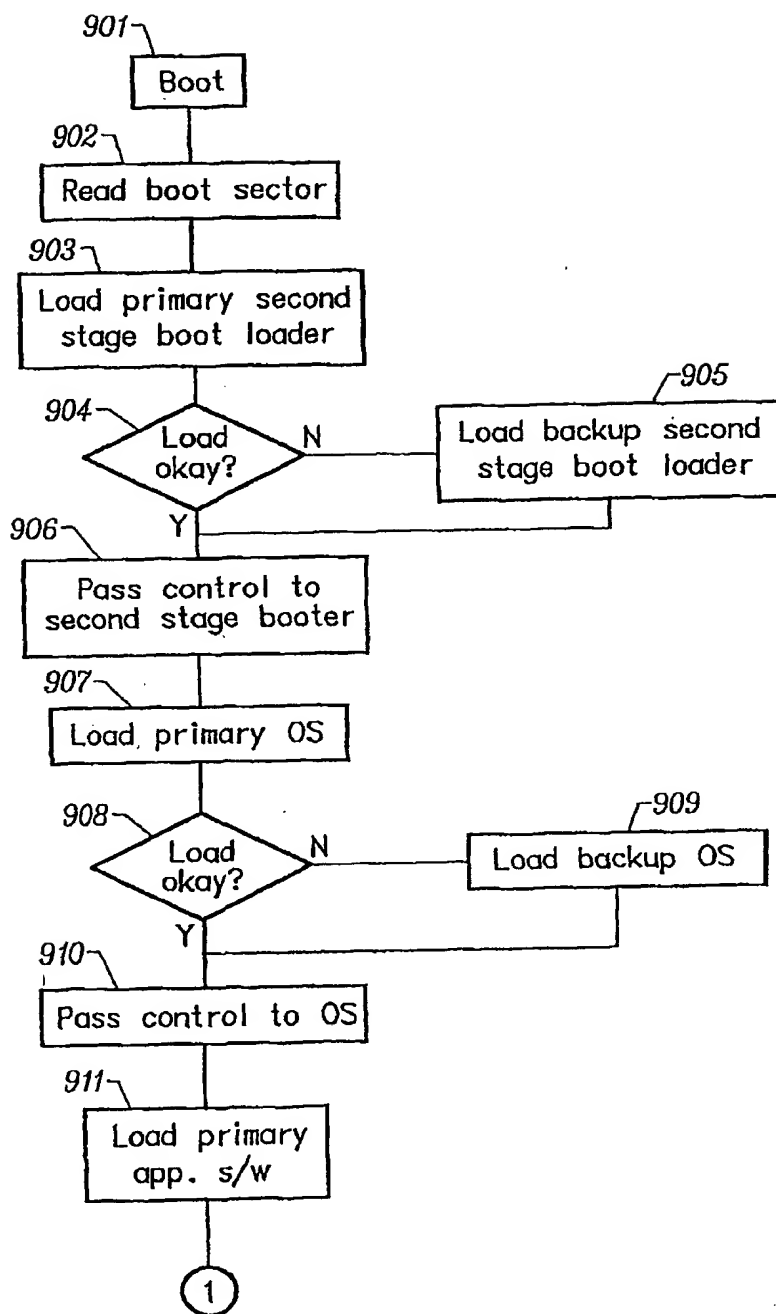 901
Boot
902
Read boot sector
903
Load primary second
stage boot loader
904
Load
okay?
N
905
Load backup second
stage boot loader
Y
906
Pass control to
second stage booter
907
Load primary OS
908
Load
okay?
N
909
Load backup OS
Y
910
Pass control to OS
911
Load primary
app. s/w
1